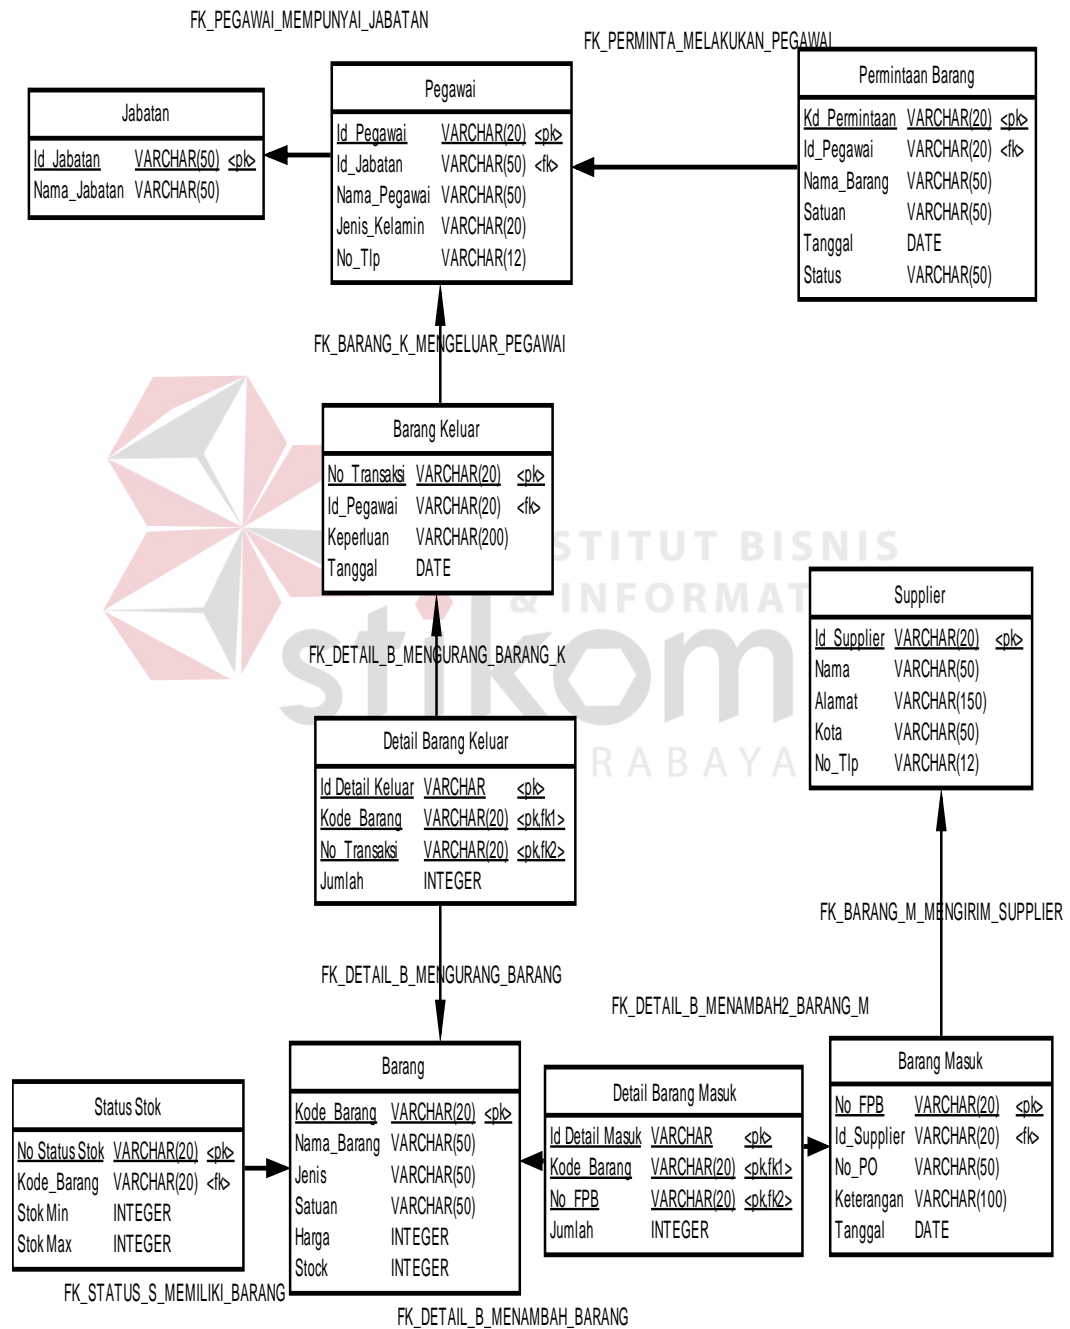 FK_PEGAWAI_MEMPUNYAI_JABATAN
FK_PERMINTA_MELAKUKAN_PEGAWAI
Jabatan
Id_Jabatan VARCHAR(50) <pk>
Nama_Jabatan VARCHAR(50)
Pegawai
Id_Pegawai VARCHAR(20) <pk>
Id_Jabatan VARCHAR(50) <fk>
Nama_Pegawai VARCHAR(50)
Jenis_Kelamin VARCHAR(20)
No_Tlp VARCHAR(12)
Permintaan Barang
Kd_Permintaan VARCHAR(20) <pk>
Id_Pegawai VARCHAR(20) <fk>
Nama_Barang VARCHAR(50)
Satuan VARCHAR(50)
Tanggal DATE
Status VARCHAR(50)
FK_BARANG_K_MENGELUAR_PEGAWAI
Barang Keluar
No_Transaksi VARCHAR(20) <pk>
Id_Pegawai VARCHAR(20) <fk>
Keperluan VARCHAR(200)
Tanggal DATE
STITUT BISNIS
& INFORMAT
stikom
RABAYA
FK_DETAIL_B_MENGURANG_BARANG_K
Supplier
Id_Supplier VARCHAR(20) <pk>
Nama VARCHAR(50)
Alamat VARCHAR(150)
Kota VARCHAR(50)
No_Tlp VARCHAR(12)
Detail Barang Keluar
Id Detail Keluar VARCHAR <pk>
Kode_Barang VARCHAR(20) <pk,fk1>
No_Transaksi VARCHAR(20) <pk,fk2>
Jumlah INTEGER
FK_BARANG_M_MENGIRIM_SUPPLIER
FK_DETAIL_B_MENGURANG_BARANG
FK_DETAIL_B_MENAMBAH2_BARANG_M
Status Stok
No Status Stok VARCHAR(20) <pk>
Kode_Barang VARCHAR(20) <fk>
Stok Min INTEGER
Stok Max INTEGER
Barang
Kode_Barang VARCHAR(20) <pk>
Nama_Barang VARCHAR(50)
Jenis VARCHAR(50)
Satuan VARCHAR(50)
Harga INTEGER
Stock INTEGER
Detail Barang Masuk
Id Detail Masuk VARCHAR <pk>
Kode_Barang VARCHAR(20) <pk,fk1>
No_FPB VARCHAR(20) <pk,fk2>
Jumlah INTEGER
Barang Masuk
No_FPB VARCHAR(20) <pk>
Id_Supplier VARCHAR(20) <fk>
No_PO VARCHAR(50)
Keterangan VARCHAR(100)
Tanggal DATE
FK_STATUS_S_MEMILIKI_BARANG
FK_DETAIL_B_MENAMBAH_BARANG